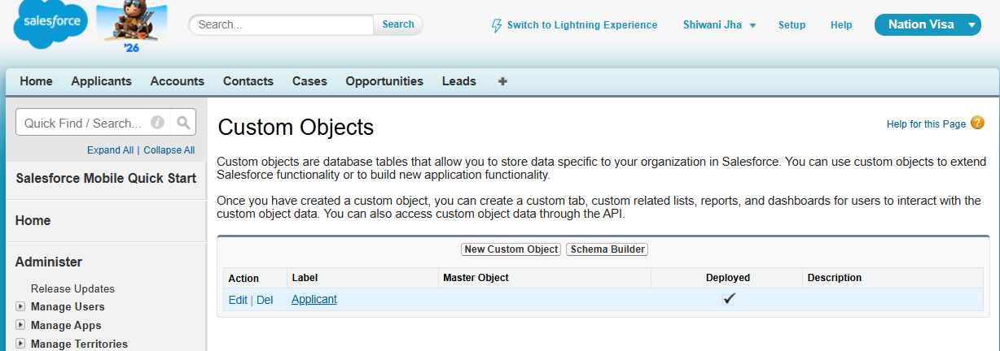 salesforce
'26
Search...
Search
Switch to Lightning Experience
Shiwani Jha
Setup
Help
Nation Visa
Home Applicants Accounts Contacts Cases Opportunities Leads +
Quick Find / Search...
Expand All | Collapse All
Salesforce Mobile Quick Start
Home
Administer
Release Updates
Manage Users
Manage Apps
Manage Territories
Custom Objects
Help for this Page ?
Custom objects are database tables that allow you to store data specific to your organization in Salesforce. You can use custom objects to extend
Salesforce functionality or to build new application functionality.
Once you have created a custom object, you can create a custom tab, custom related lists, reports, and dashboards for users to interact with the
custom object data. You can also access custom object data through the API.
New Custom Object Schema Builder
Action Label Master Object Deployed Description
Edit | Del Applicant